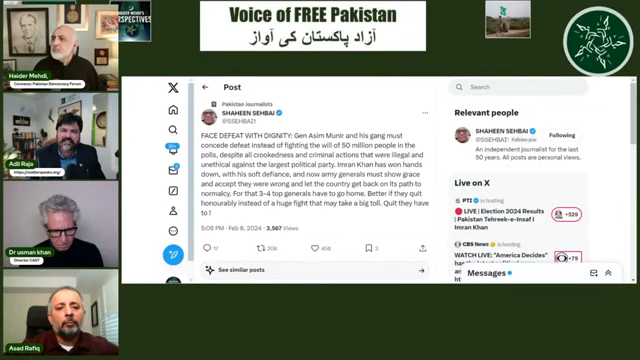 HAIDER MEHDI'S
PERSPECTIVES
Haider Mehdi,
Convenor, Pakistan Democracy Forum
Adil Raja
https://soldierspeaks.org/
Dr usman khan
Director CAST
Asad Rafiq
Voice of FREE Pakistan
آزاد پاکستان کی آواز
Post
Pakistan Journalists
SHAHEEN SEHBAI
@SSEHBAI1
FACE DEFEAT WITH DIGNITY: Gen Asim Munir and his gang must
concede defeat instead of fighting the will of 50 million people in the
polls, despite all crookedness and criminal actions that were illegal and
unethical against the largest political party. Imran Khan has won hands
down, with his soft defiance, and now army generals must show grace
and accept they were wrong and let the country get back on its path to
normalcy. For that 3-4 top generals have to go home. Better if they quit
honourably instead of a huge fight that may take a big toll. Quit they have
to !
5:06 PM · Feb 8, 2024 · 3,567 Views
17
206
456
3
See similar posts
20+
Search
Relevant people
SHAHEEN SEHBAI
@SSEHBAI1
Following
An independent journalist for the
last 50 years. All posts are personal views.
Live on X
PTI is hosting
LIVE | Election 2024 Results
| Pakistan Tehreek-e-Insaf I
Imran Khan
+929
CBS News is hosting
WATCH LIVE: "America Decides"
+79
Messages